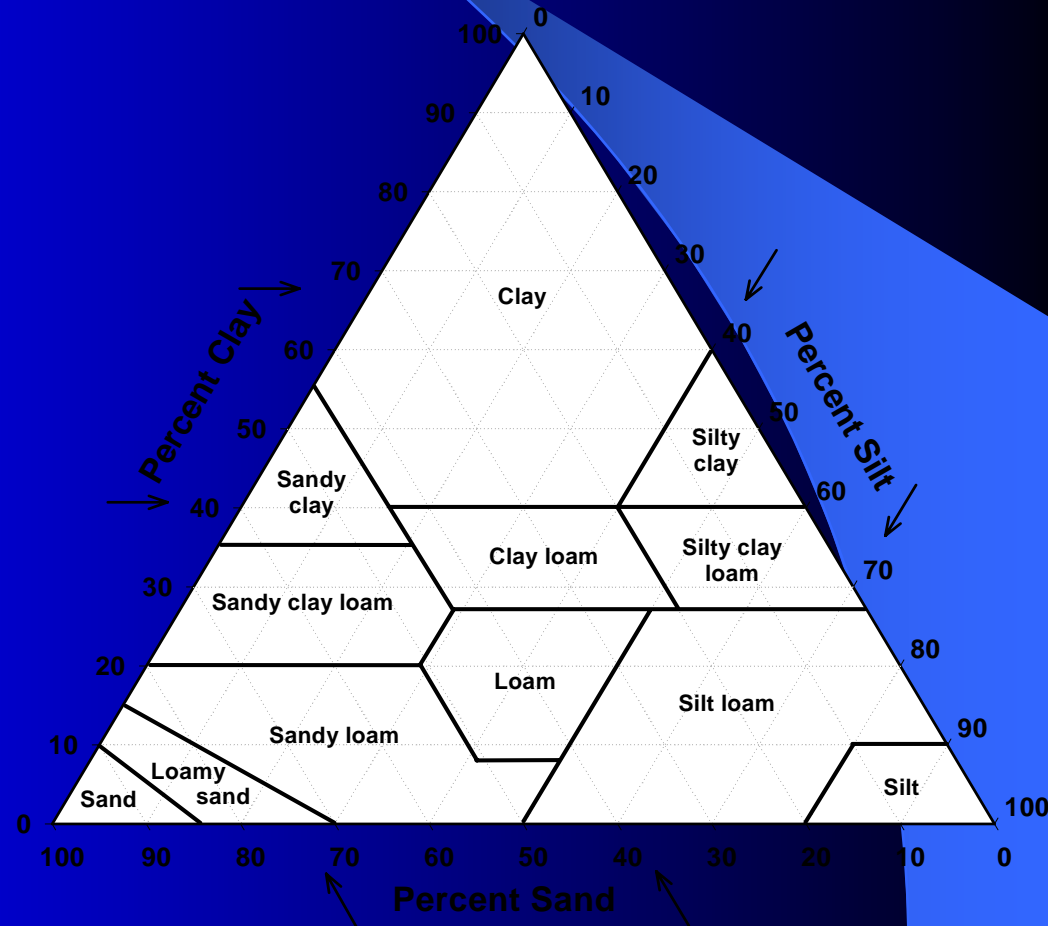 0
100
10
90
20
80
30
70
Clay
40
60
50
50
Percent Clay
Percent Silt
Silty
clay
Sandy
clay
60
40
Clay loam
Silty clay
loam
70
30
Sandy clay loam
80
20
Loam
Silt loam
90
10
Sandy loam
Loamy
sand
Sand
Silt
100
0
100 90 80 70 60 50 40 30 20 10 0
Percent Sand